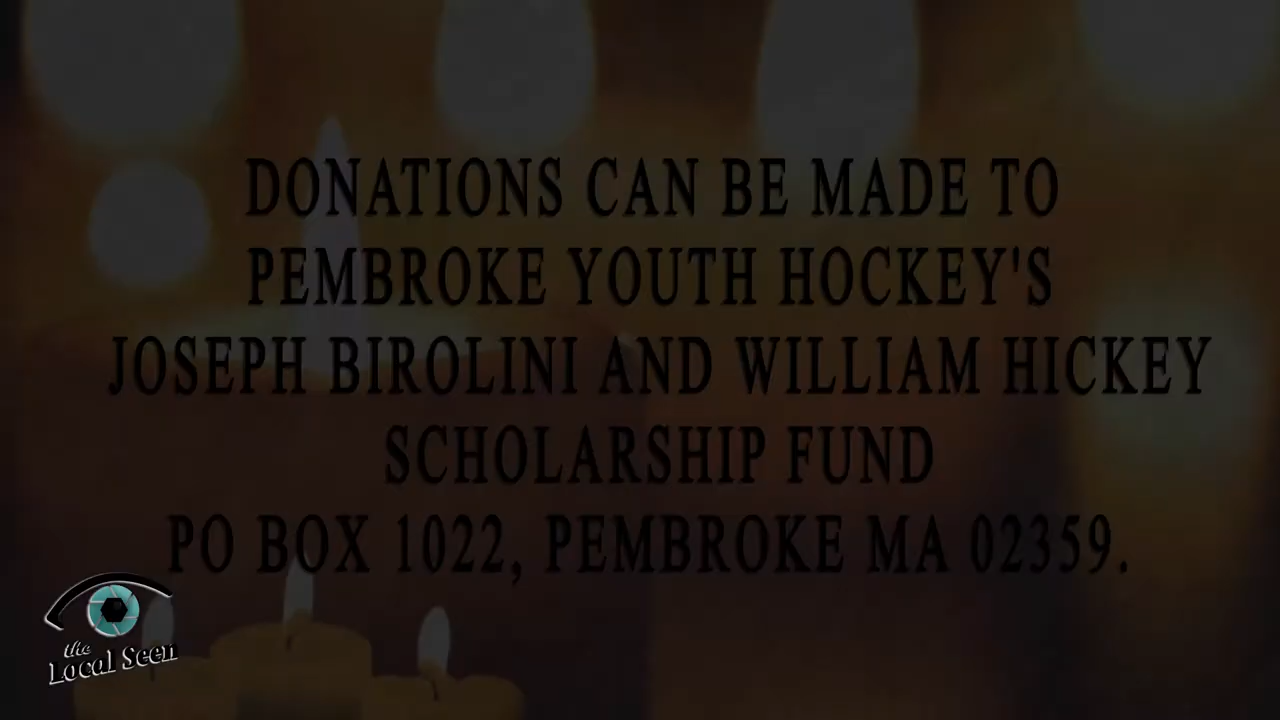 DONATIONS CAN BE MADE TO
PEMBROKE YOUTH HOCKEY'S
JOSEPH BIROLINI AND WILLIAM HICKEY
SCHOLARSHIP FUND
PO BOX 1022, PEMBROKE MA 02359.
the
Local Seen